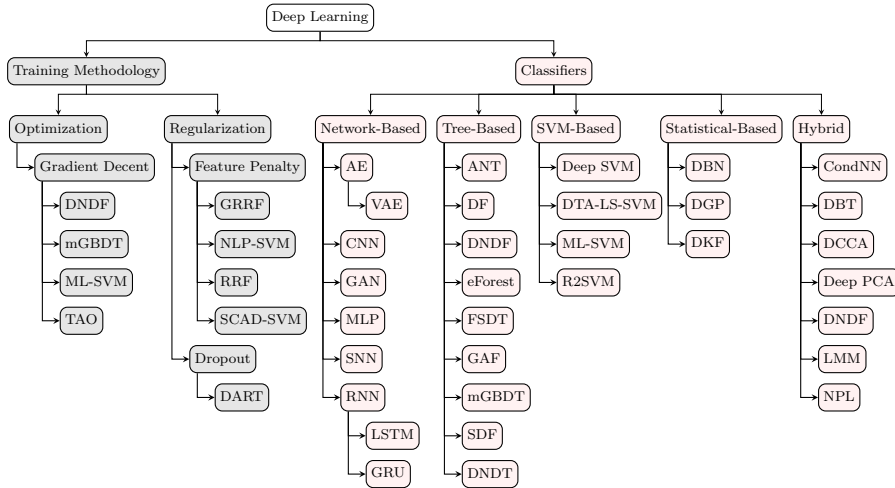 Deep Learning
Training Methodology
Classifiers
Optimization
Regularization
Network-Based
Tree-Based
SVM-Based
Statistical-Based
Hybrid
Gradient Decent
DNDF
mGBDT
ML-SVM
TAO
Feature Penalty
GRRF
NLP-SVM
RRF
SCAD-SVM
Dropout
DART
AE
VAE
CNN
GAN
MLP
SNN
RNN
LSTM
GRU
ANT
DF
DNDF
eForest
FSDT
GAF
mGBDT
SDF
DNDT
Deep SVM
DTA-LS-SVM
ML-SVM
R2SVM
DBN
DGP
DKF
CondNN
DBT
DCCA
Deep PCA
DNDF
LMM
NPL